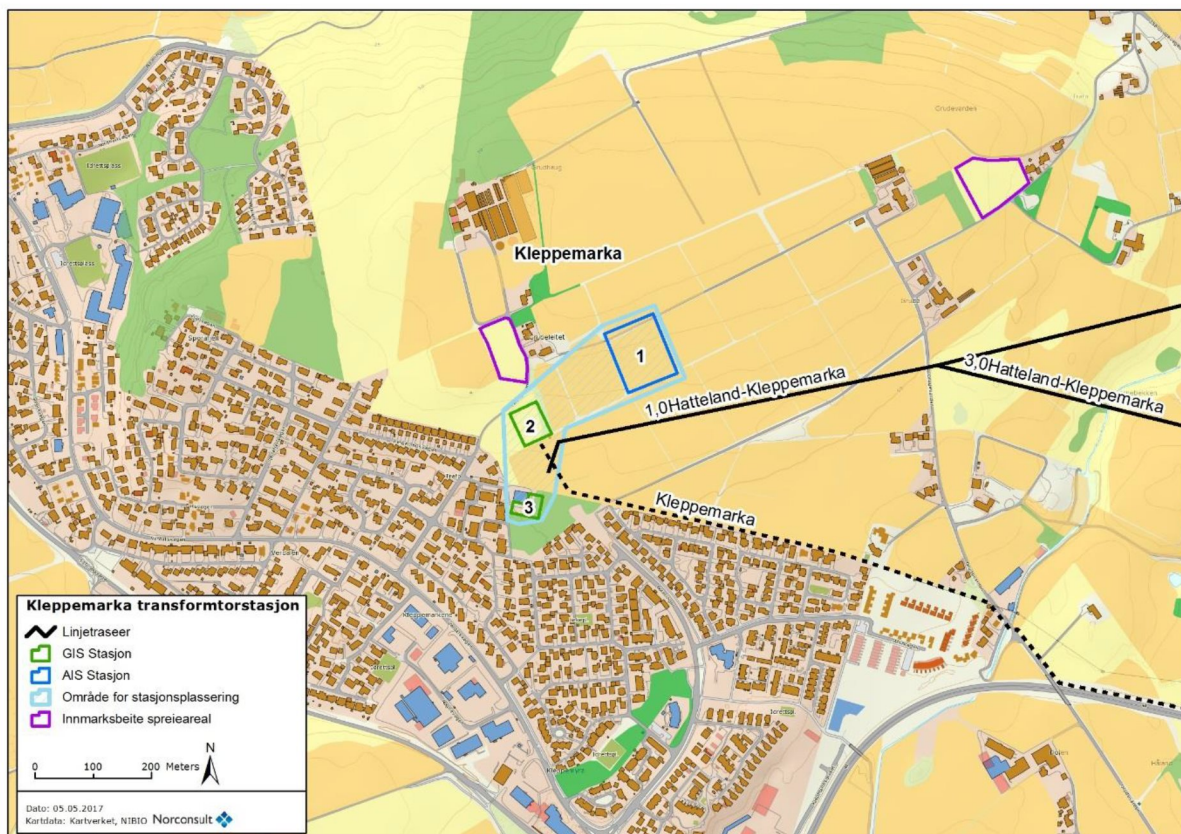 Kleppemarka
1
2
3
1,0Hatteland-Kleppemarka
3,0Hatteland-Kleppemarka
Kleppemarka
Kleppemarka transformtorstasjon
Linjetraseer
GIS Stasjon
AIS Stasjon
Område for stasjonsplassering
Innmarksbeite spreieareal
N
0 100 200 Meters
Dato: 05.05.2017
Kartdata: Kartverket, NIBIO Norconsult